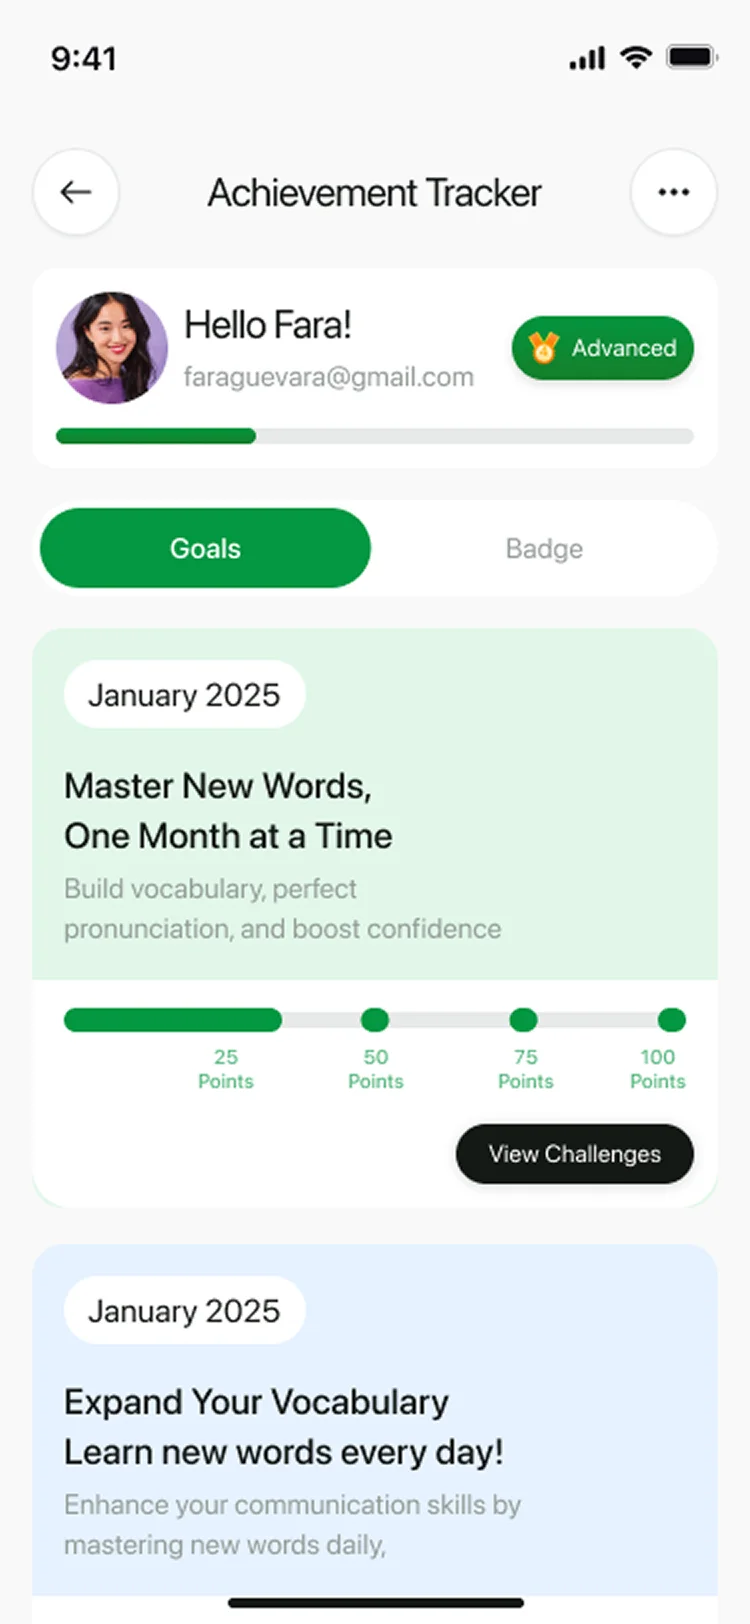 9:41
Achievement Tracker
Hello Fara!
faraguevara@gmail.com
Advanced
Goals
Badge
January 2025
Master New Words,
One Month at a Time
Build vocabulary, perfect
pronunciation, and boost confidence
25 Points
50 Points
75 Points
100 Points
View Challenges
January 2025
Expand Your Vocabulary
Learn new words every day!
Enhance your communication skills by
mastering new words daily,